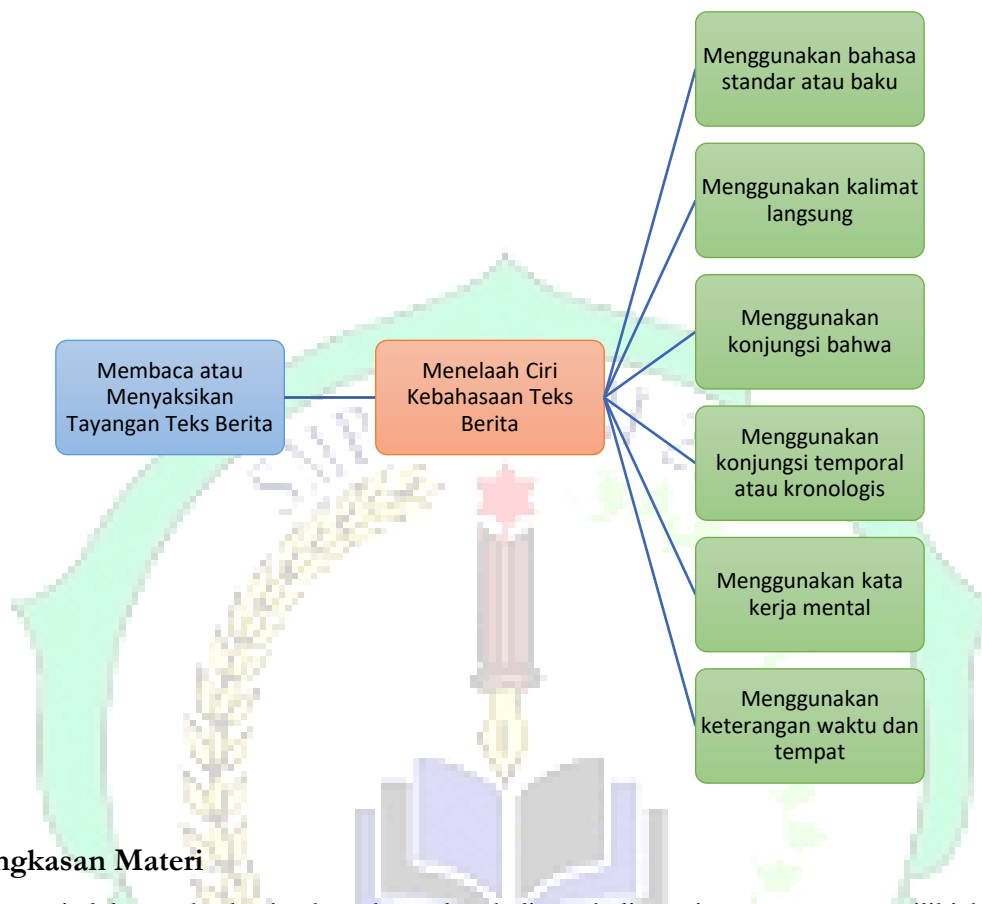 Membaca atau
Menyaksikan
Tayangan Teks Berita
Menelaah Ciri
Kebahasaan Teks
Berita
Menggunakan bahasa
standar atau baku
Menggunakan kalimat
langsung
Menggunakan
konjungsi bahwa
Menggunakan
konjungsi temporal
atau kronologis
Menggunakan kata
kerja mental
Menggunakan
keterangan waktu dan
tempat
ngkasan Materi